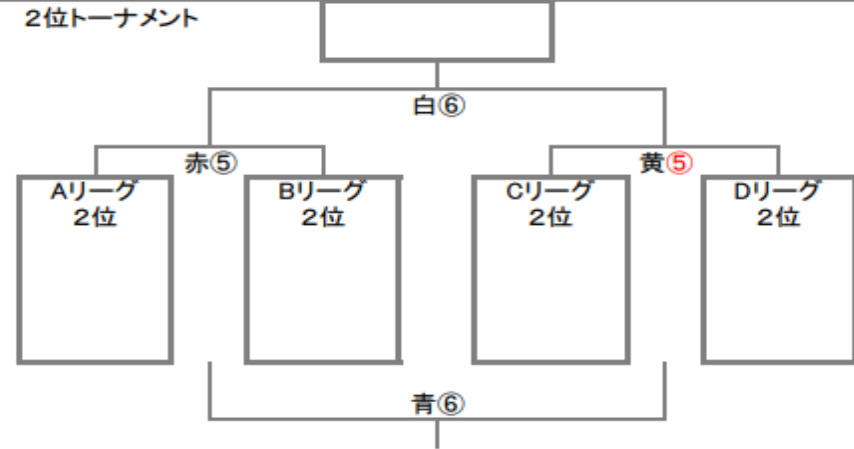 ２位トーナメント
白⑥
赤⑤
黄⑤
Aリーグ
２位
Bリーグ
２位
Cリーグ
２位
Dリーグ
２位
青⑥